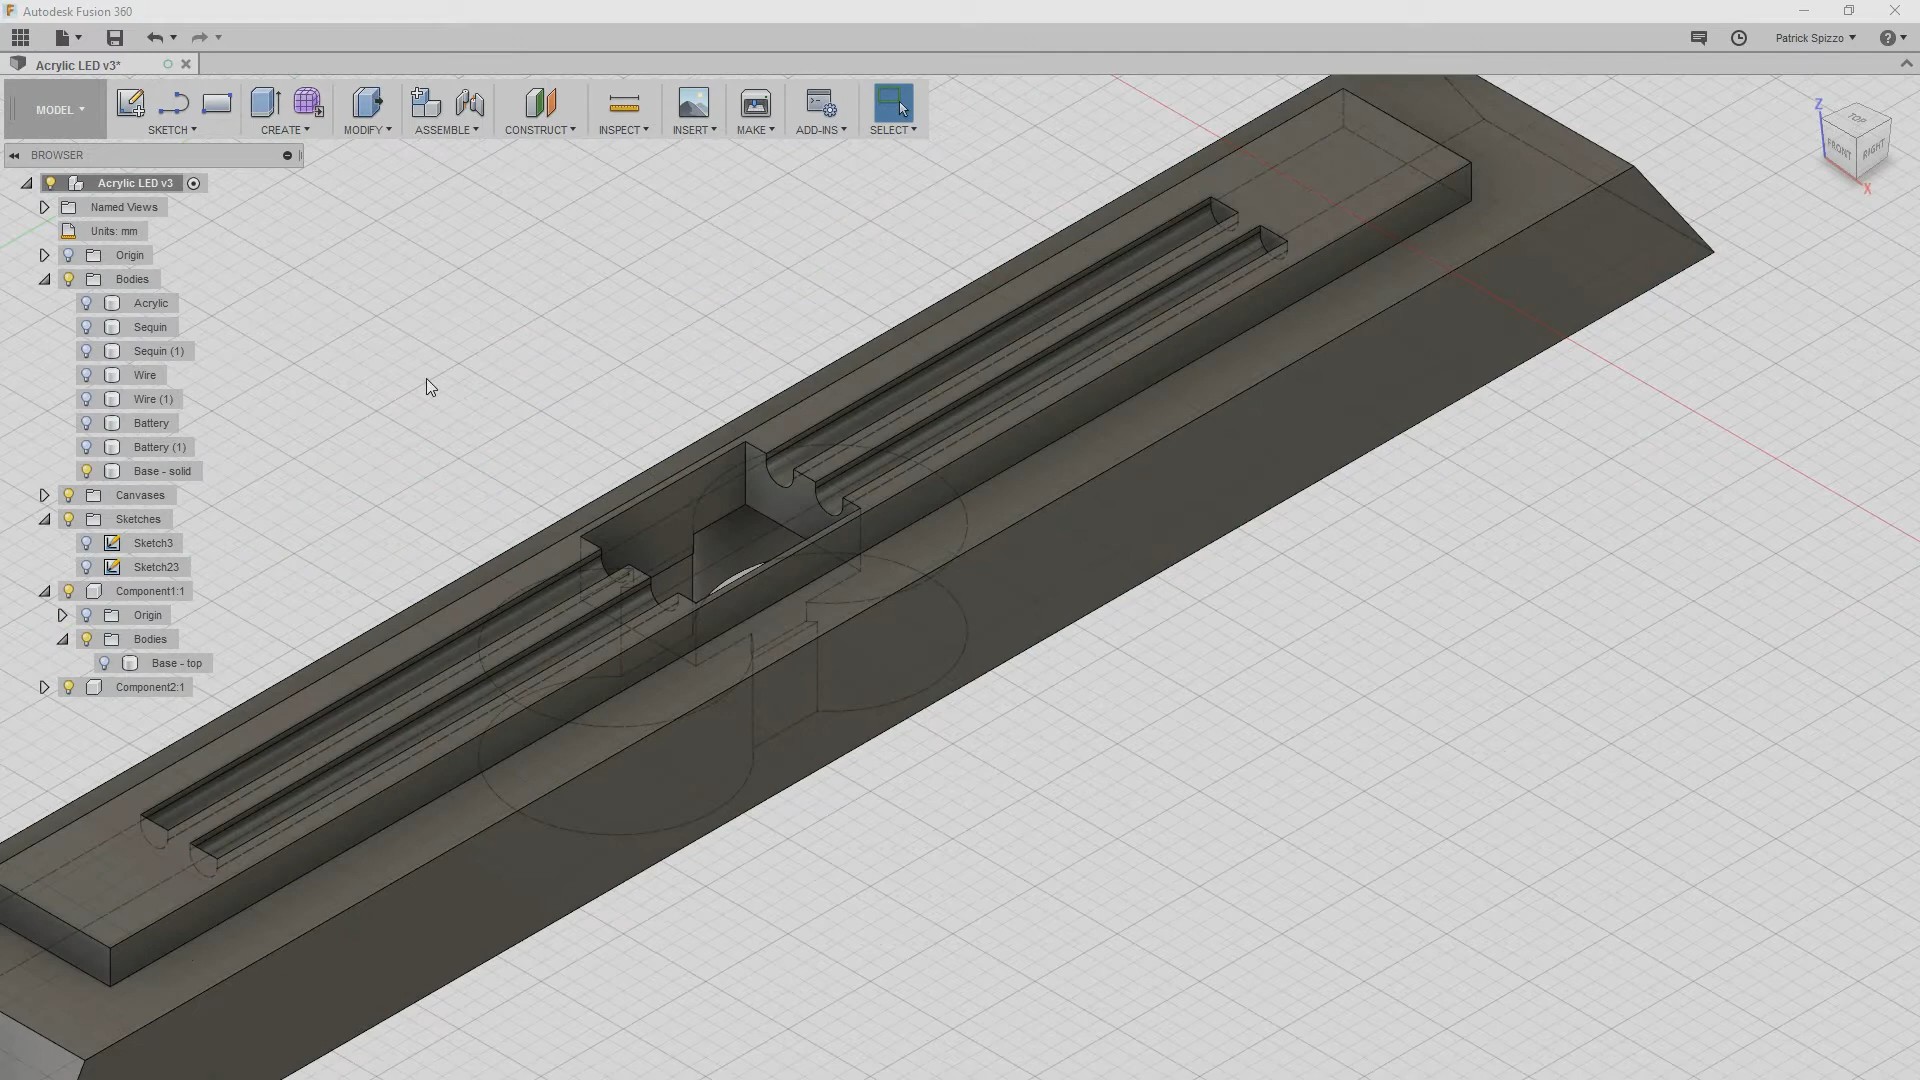 Autodesk Fusion 360
Patrick Spizzo
Acrylic LED v3*
MODEL
SKETCH
CREATE
MODIFY
ASSEMBLE
CONSTRUCT
INSPECT
INSERT
MAKE
ADD-INS
SELECT
BROWSER
Acrylic LED v3
Named Views
Units: mm
Origin
Bodies
Acrylic
Sequin
Sequin (1)
Wire
Wire (1)
Battery
Battery (1)
Base - solid
Canvases
Sketches
Sketch3
Sketch23
Component1:1
Origin
Bodies
Base - top
Component2:1
Z
TOP
FRONT
RIGHT
X